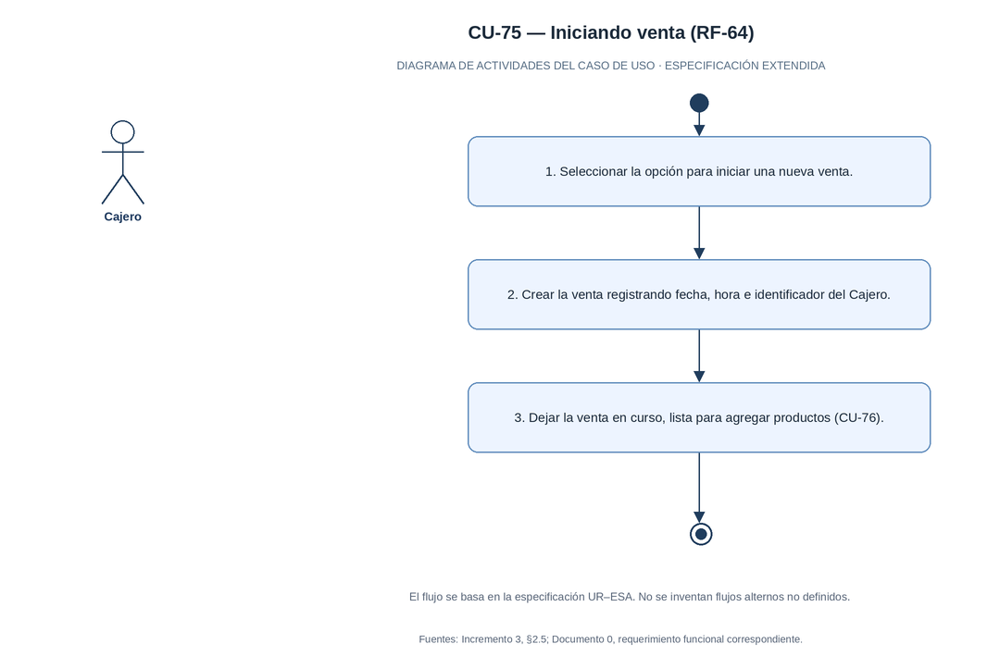 CU-75 — Iniciando venta (RF-64)
DIAGRAMA DE ACTIVIDADES DEL CASO DE USO · ESPECIFICACIÓN EXTENDIDA
Cajero
1. Seleccionar la opción para iniciar una nueva venta.
2. Crear la venta registrando fecha, hora e identificador del Cajero.
3. Dejar la venta en curso, lista para agregar productos (CU-76).
El flujo se basa en la especificación UR–ESA. No se inventan flujos alternos no definidos.
Fuentes: Incremento 3, §2.5; Documento 0, requerimiento funcional correspondiente.